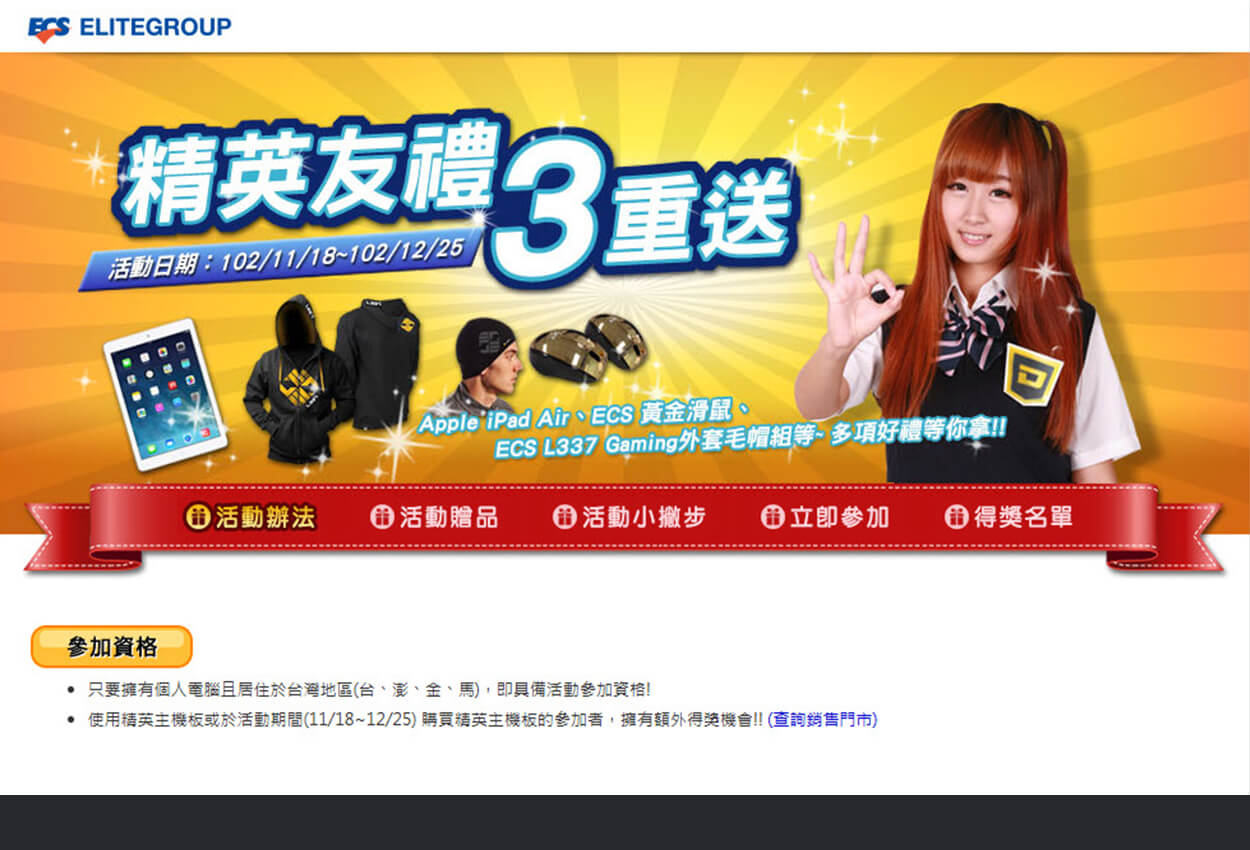 ECS ELITEGROUP
精英友禮3重送
活動日期：102/11/18~102/12/25
Apple iPad Air、ECS 黃金滑鼠、
ECS L337 Gaming外套毛帽組等~ 多項好禮等你拿!!
活動辦法
活動贈品
活動小撇步
立即參加
得獎名單
參加資格
只要擁有個人電腦且居住於台灣地區(台、澎、金、馬)，即具備活動參加資格!
使用精英主機板或於活動期間(11/18~12/25) 購買精英主機板的參加者，擁有額外得獎機會!! (查詢銷售門市)